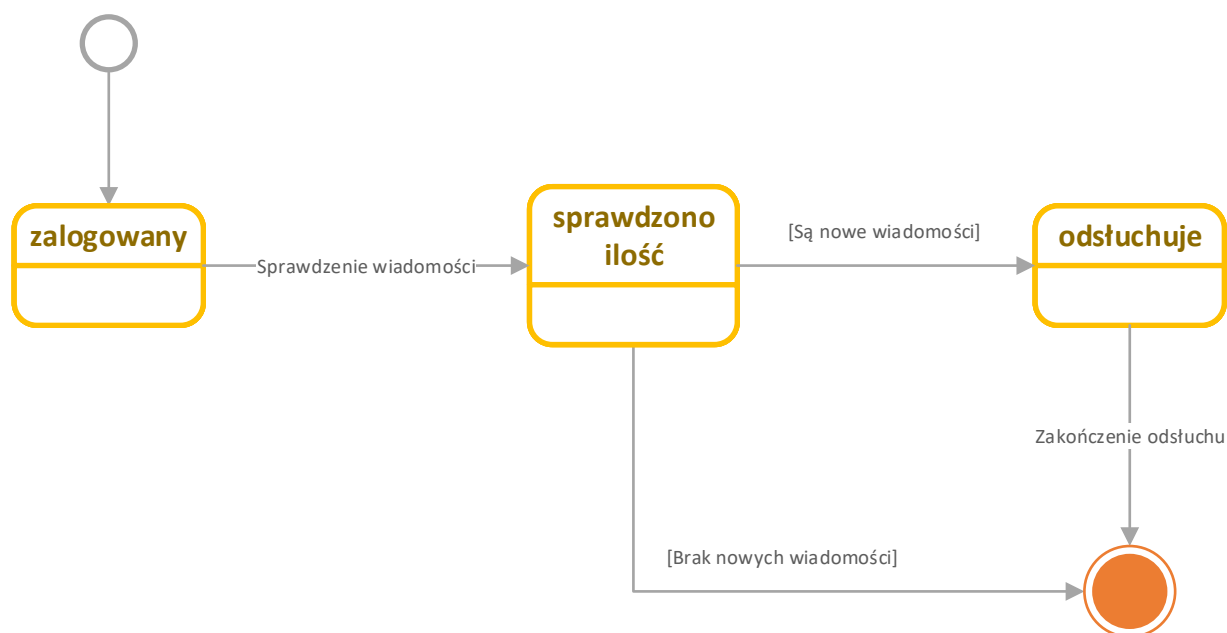 zalogowany
Sprawdzenie wiadomości
sprawdzono
ilość
[Są nowe wiadomości]
odsłuchuje
Zakończenie odsłuchu
[Brak nowych wiadomości]